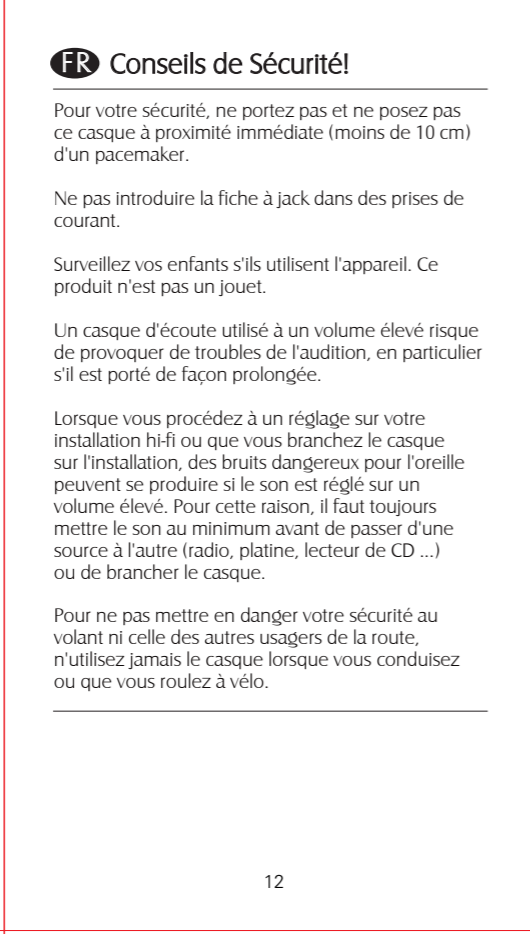 FR Conseils de Sécurité!
Pour votre sécurité, ne portez pas et ne posez pas
ce casque à proximité immédiate (moins de 10 cm)
d'un pacemaker.
Ne pas introduire la fiche à jack dans des prises de
courant.
Surveillez vos enfants s'ils utilisent l'appareil. Ce
produit n'est pas un jouet.
Un casque d'écoute utilisé à un volume élevé risque
de provoquer de troubles de l'audition, en particulier
s'il est porté de façon prolongée.
Lorsque vous procédez à un réglage sur votre
installation hi-fi ou que vous branchez le casque
sur l'installation, des bruits dangereux pour l'oreille
peuvent se produire si le son est réglé sur un
volume élevé. Pour cette raison, il faut toujours
mettre le son au minimum avant de passer d'une
source à l'autre (radio, platine, lecteur de CD ...)
ou de brancher le casque.
Pour ne pas mettre en danger votre sécurité au
volant ni celle des autres usagers de la route,
n'utilisez jamais le casque lorsque vous conduisez
ou que vous roulez à vélo.
12